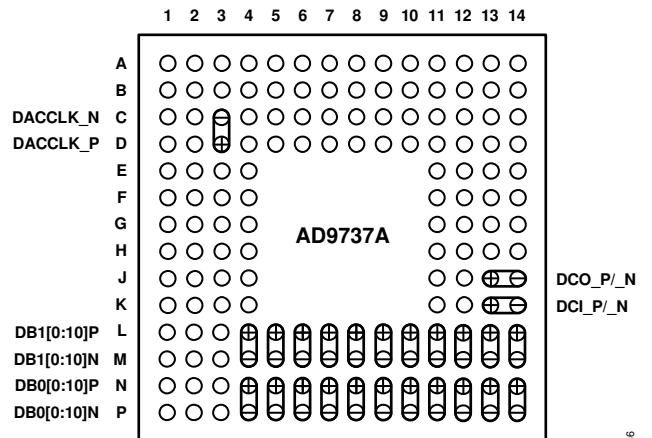 1 2 3 4 5 6 7 8 9 10 11 12 13 14
A
B
DACCLK_N C
DACCLK_P D
E
F
G
AD9737A
H
J DCO_P/_N
K DCI_P/_N
DB1[0:10]P L
DB1[0:10]N M
DB0[0:10]P N
DB0[0:10]N P